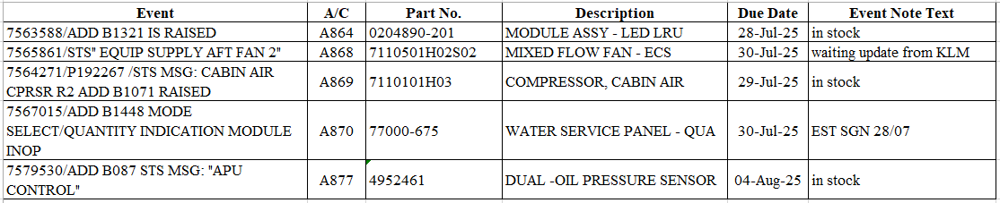 Event A/C Part No. Description Due Date Event Note Text
7563588/ADD B1321 IS RAISED A864 0204890-201 MODULE ASSY - LED LRU 28-Jul-25 in stock
7565861/STS" EQUIP SUPPLY AFT FAN 2" A868 7110501H02S02 MIXED FLOW FAN - ECS 30-Jul-25 waiting update from KLM
7564271/P192267 /STS MSG: CABIN AIR
CPRSR R2 ADD B1071 RAISED A869 7110101H03 COMPRESSOR, CABIN AIR 29-Jul-25 in stock
7567015/ADD B1448 MODE
SELECT/QUANTITY INDICATION MODULE A870 77000-675 WATER SERVICE PANEL - QUA 30-Jul-25 EST SGN 28/07
INOP
7579530/ADD B087 STS MSG: "APU
CONTROL" A877 4952461 DUAL -OIL PRESSURE SENSOR 04-Aug-25 in stock